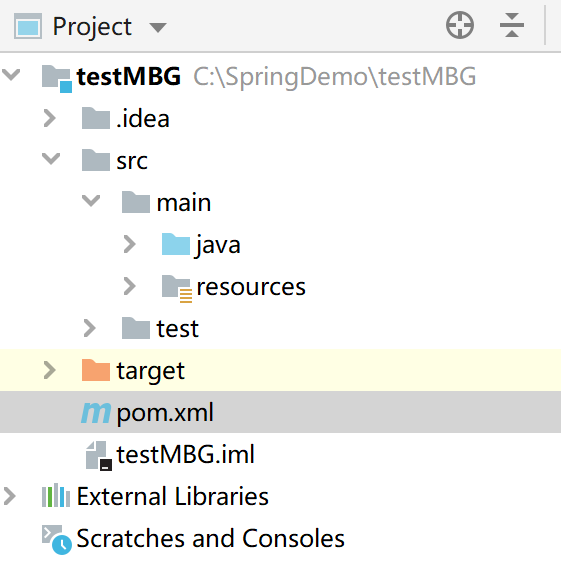 Project
testMBG C:\SpringDemo\testMBG
.idea
src
main
java
resources
test
target
pom.xml
testMBG.iml
External Libraries
Scratches and Consoles